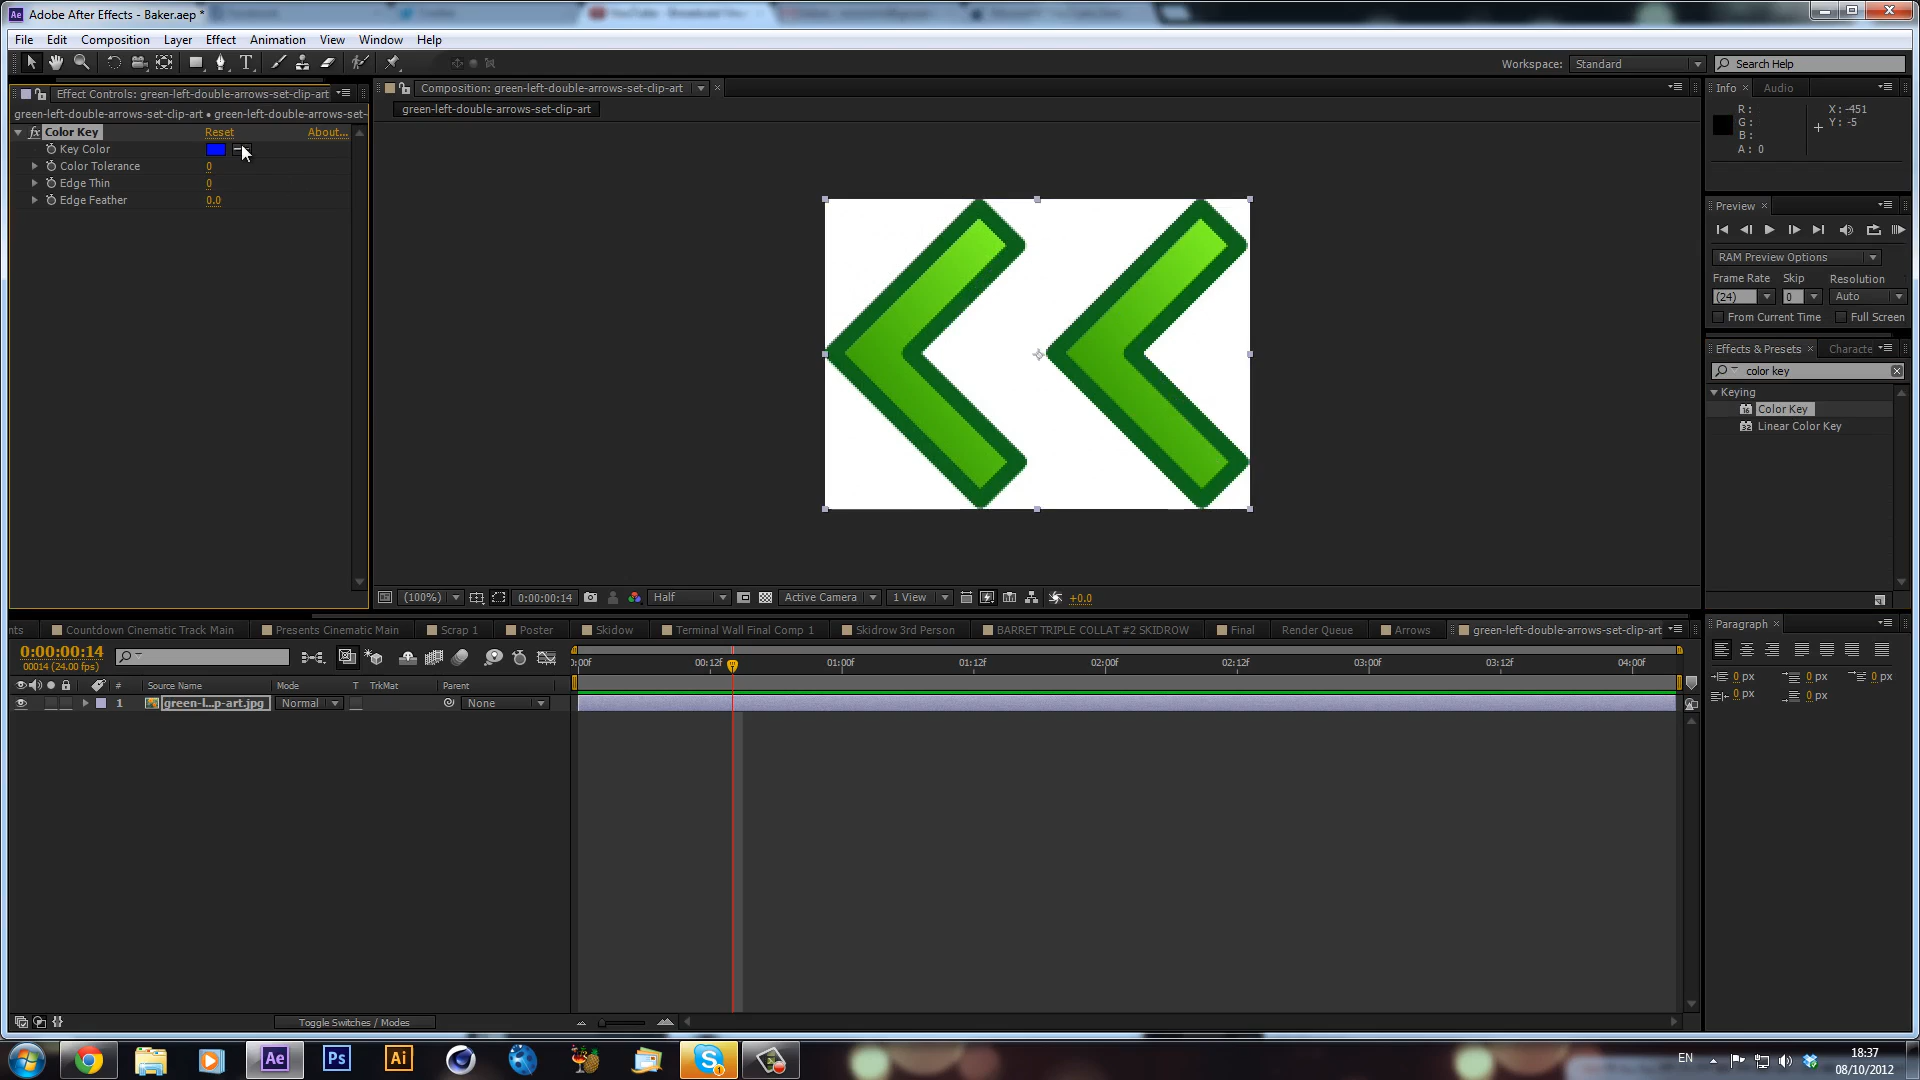 Adobe After Effects - Baker.aep *
File Edit Composition Layer Effect Animation View Window Help
Workspace: Standard Search Help
Effect Controls: green-left-double-arrows-set-clip-art
green-left-double-arrows-set-clip-art • green-left-double-arrows-set-
fx Color Key Reset About...
Key Color
Color Tolerance 0
Edge Thin 0
Edge Feather 0.0
Composition: green-left-double-arrows-set-clip-art
green-left-double-arrows-set-clip-art
Info Audio
R: X: -451
G: Y: -5
B:
A: 0
Preview
RAM Preview Options
Frame Rate Skip Resolution
(24) 0 Auto
From Current Time Full Screen
Effects & Presets Characte
color key
Keying
Color Key
Linear Color Key
(100%) 0:00:00:14 Half Active Camera 1 View +0.0
nts Countdown Cinematic Track Main Presents Cinematic Main Scrap 1 Poster Skidow Terminal Wall Final Comp 1 Skidrow 3rd Person BARRET TRIPLE COLLAT #2 SKIDROW Final Render Queue Arrows green-left-double-arrows-set-clip-art
0:00:00:14
00014 (24.00 fps)
):00f 00:12f 01:00f 01:12f 02:00f 02:12f 03:00f 03:12f 04:00f
# Source Name Mode T TrkMat Parent
1 green-l...p-art.jpg Normal None
Toggle Switches / Modes
Paragraph
0 px 0 px 0 px
0 px 0 px
Ae Ps Ai
EN 18:37
08/10/2012